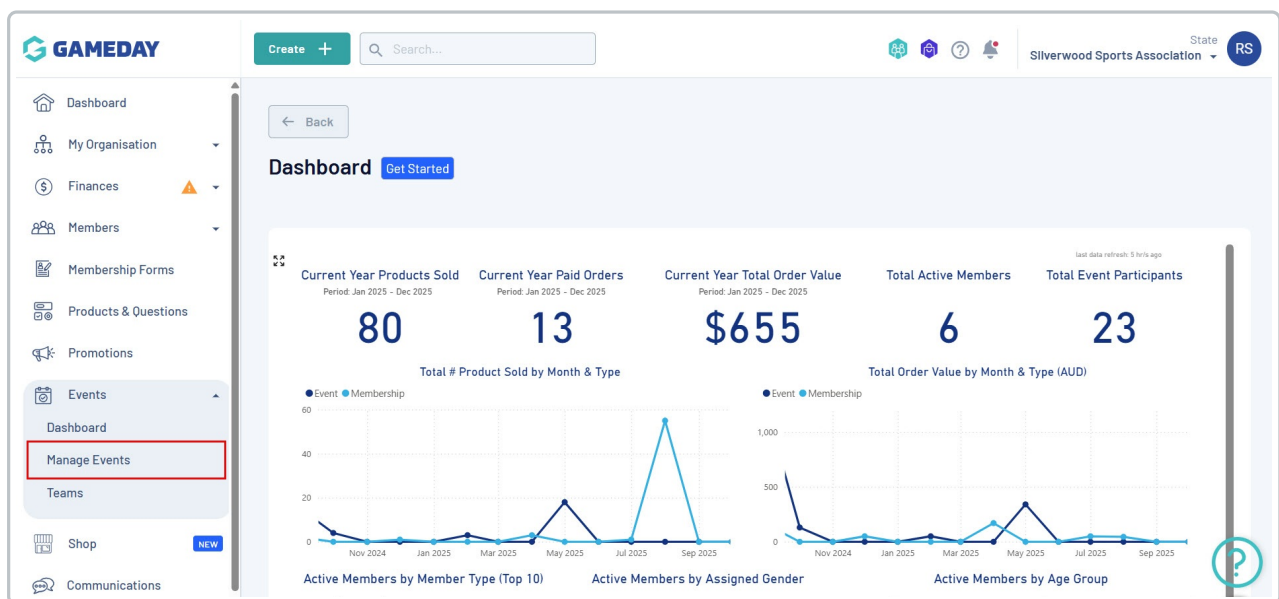 GAMEDAY
Create +
Search...
State
Silverwood Sports Association
RS
Dashboard
My Organisation
Finances
Members
Membership Forms
Products & Questions
Promotions
Events
Dashboard
Manage Events
Teams
Shop NEW
Communications
← Back
Dashboard Get Started
last data refresh: 5 hr/s ago
Current Year Products Sold
Period: Jan 2025 - Dec 2025
80
Current Year Paid Orders
Period: Jan 2025 - Dec 2025
13
Current Year Total Order Value
Period: Jan 2025 - Dec 2025
$655
Total Active Members
6
Total Event Participants
23
Total # Product Sold by Month & Type
Event Membership
60
40
20
0
Nov 2024 Jan 2025 Mar 2025 May 2025 Jul 2025 Sep 2025
Total Order Value by Month & Type (AUD)
Event Membership
1,000
500
0
Nov 2024 Jan 2025 Mar 2025 May 2025 Jul 2025 Sep 2025
Active Members by Member Type (Top 10)
Active Members by Assigned Gender
Active Members by Age Group
?